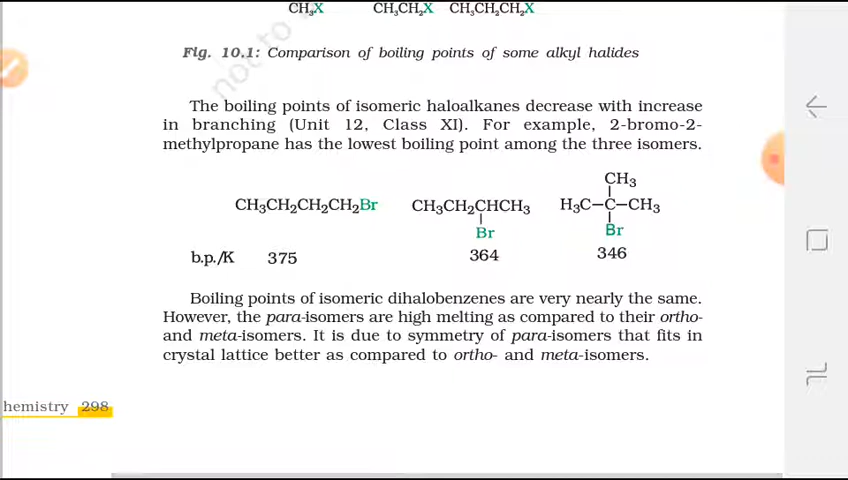 CH₃X CH₃CH₂X CH₃CH₂CH₂X
not to
Fig. 10.1: Comparison of boiling points of some alkyl halides
The boiling points of isomeric haloalkanes decrease with increase
in branching (Unit 12, Class XI). For example, 2-bromo-2-
methylpropane has the lowest boiling point among the three isomers.
CH₃
CH₃CH₂CH₂CH₂Br CH₃CH₂CHCH₃ H₃C–C–CH₃
Br Br
b.p./K 375 364 346
Boiling points of isomeric dihalobenzenes are very nearly the same.
However, the para-isomers are high melting as compared to their ortho-
and meta-isomers. It is due to symmetry of para-isomers that fits in
crystal lattice better as compared to ortho- and meta-isomers.
hemistry 298